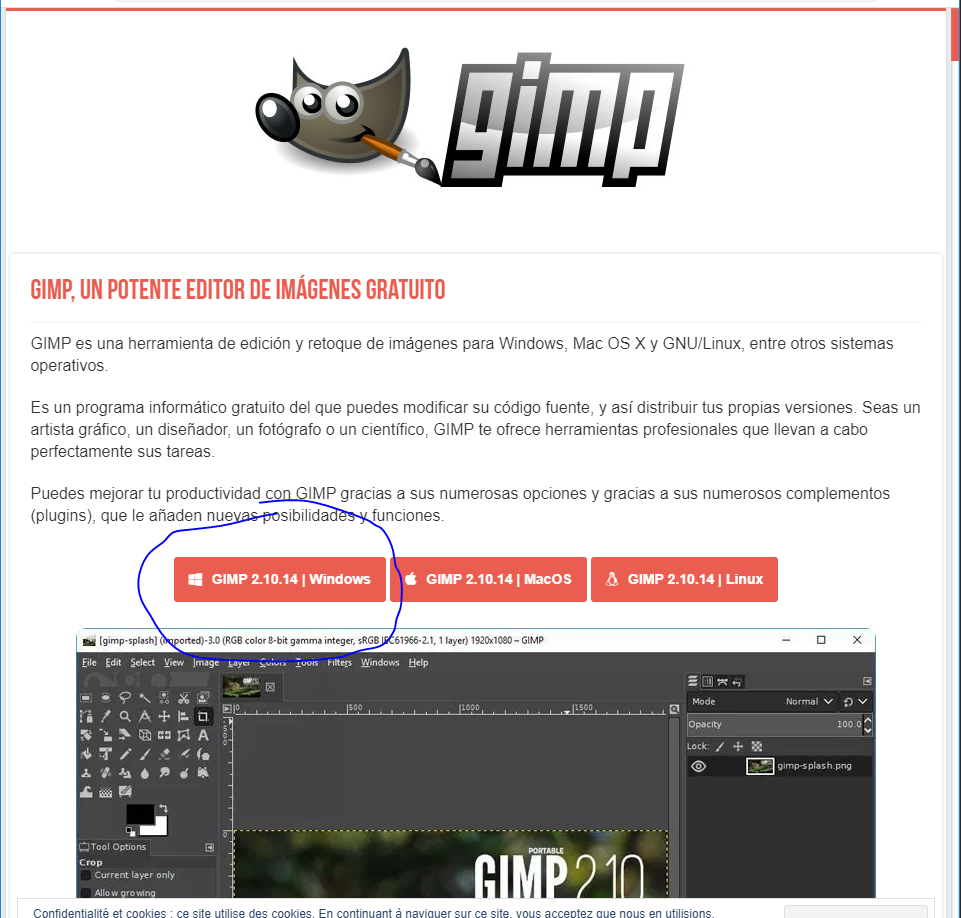 gimp
GIMP, UN POTENTE EDITOR DE IMÁGENES GRATUITO
GIMP es una herramienta de edición y retoque de imágenes para Windows, Mac OS X y GNU/Linux, entre otros sistemas
operativos.
Es un programa informático gratuito del que puedes modificar su código fuente, y así distribuir tus propias versiones. Seas un
artista gráfico, un diseñador, un fotógrafo o un científico, GIMP te ofrece herramientas profesionales que llevan a cabo
perfectamente sus tareas.
Puedes mejorar tu productividad con GIMP gracias a sus numerosas opciones y gracias a sus numerosos complementos
(plugins), que le añaden nuevas posibilidades y funciones.
GIMP 2.10.14 | Windows GIMP 2.10.14 | MacOS GIMP 2.10.14 | Linux
[gimp-splash] (imported)-3.0 (RGB color 8-bit gamma integer, sRGB IEC61966-2.1, 1 layer) 1920x1080 – GIMP
File Edit Select View Image Layer Colors Tools Filters Windows Help
0 500 1000 1500
Mode Normal
Opacity 100.0
Lock:
gimp-splash.png
0
Tool Options
Crop
Current layer only
Allow growing
PORTABLE
GIMP 2.10
Confidentialité et cookies : ce site utilise des cookies. En continuant à naviguer sur ce site, vous acceptez que nous en utilisions.